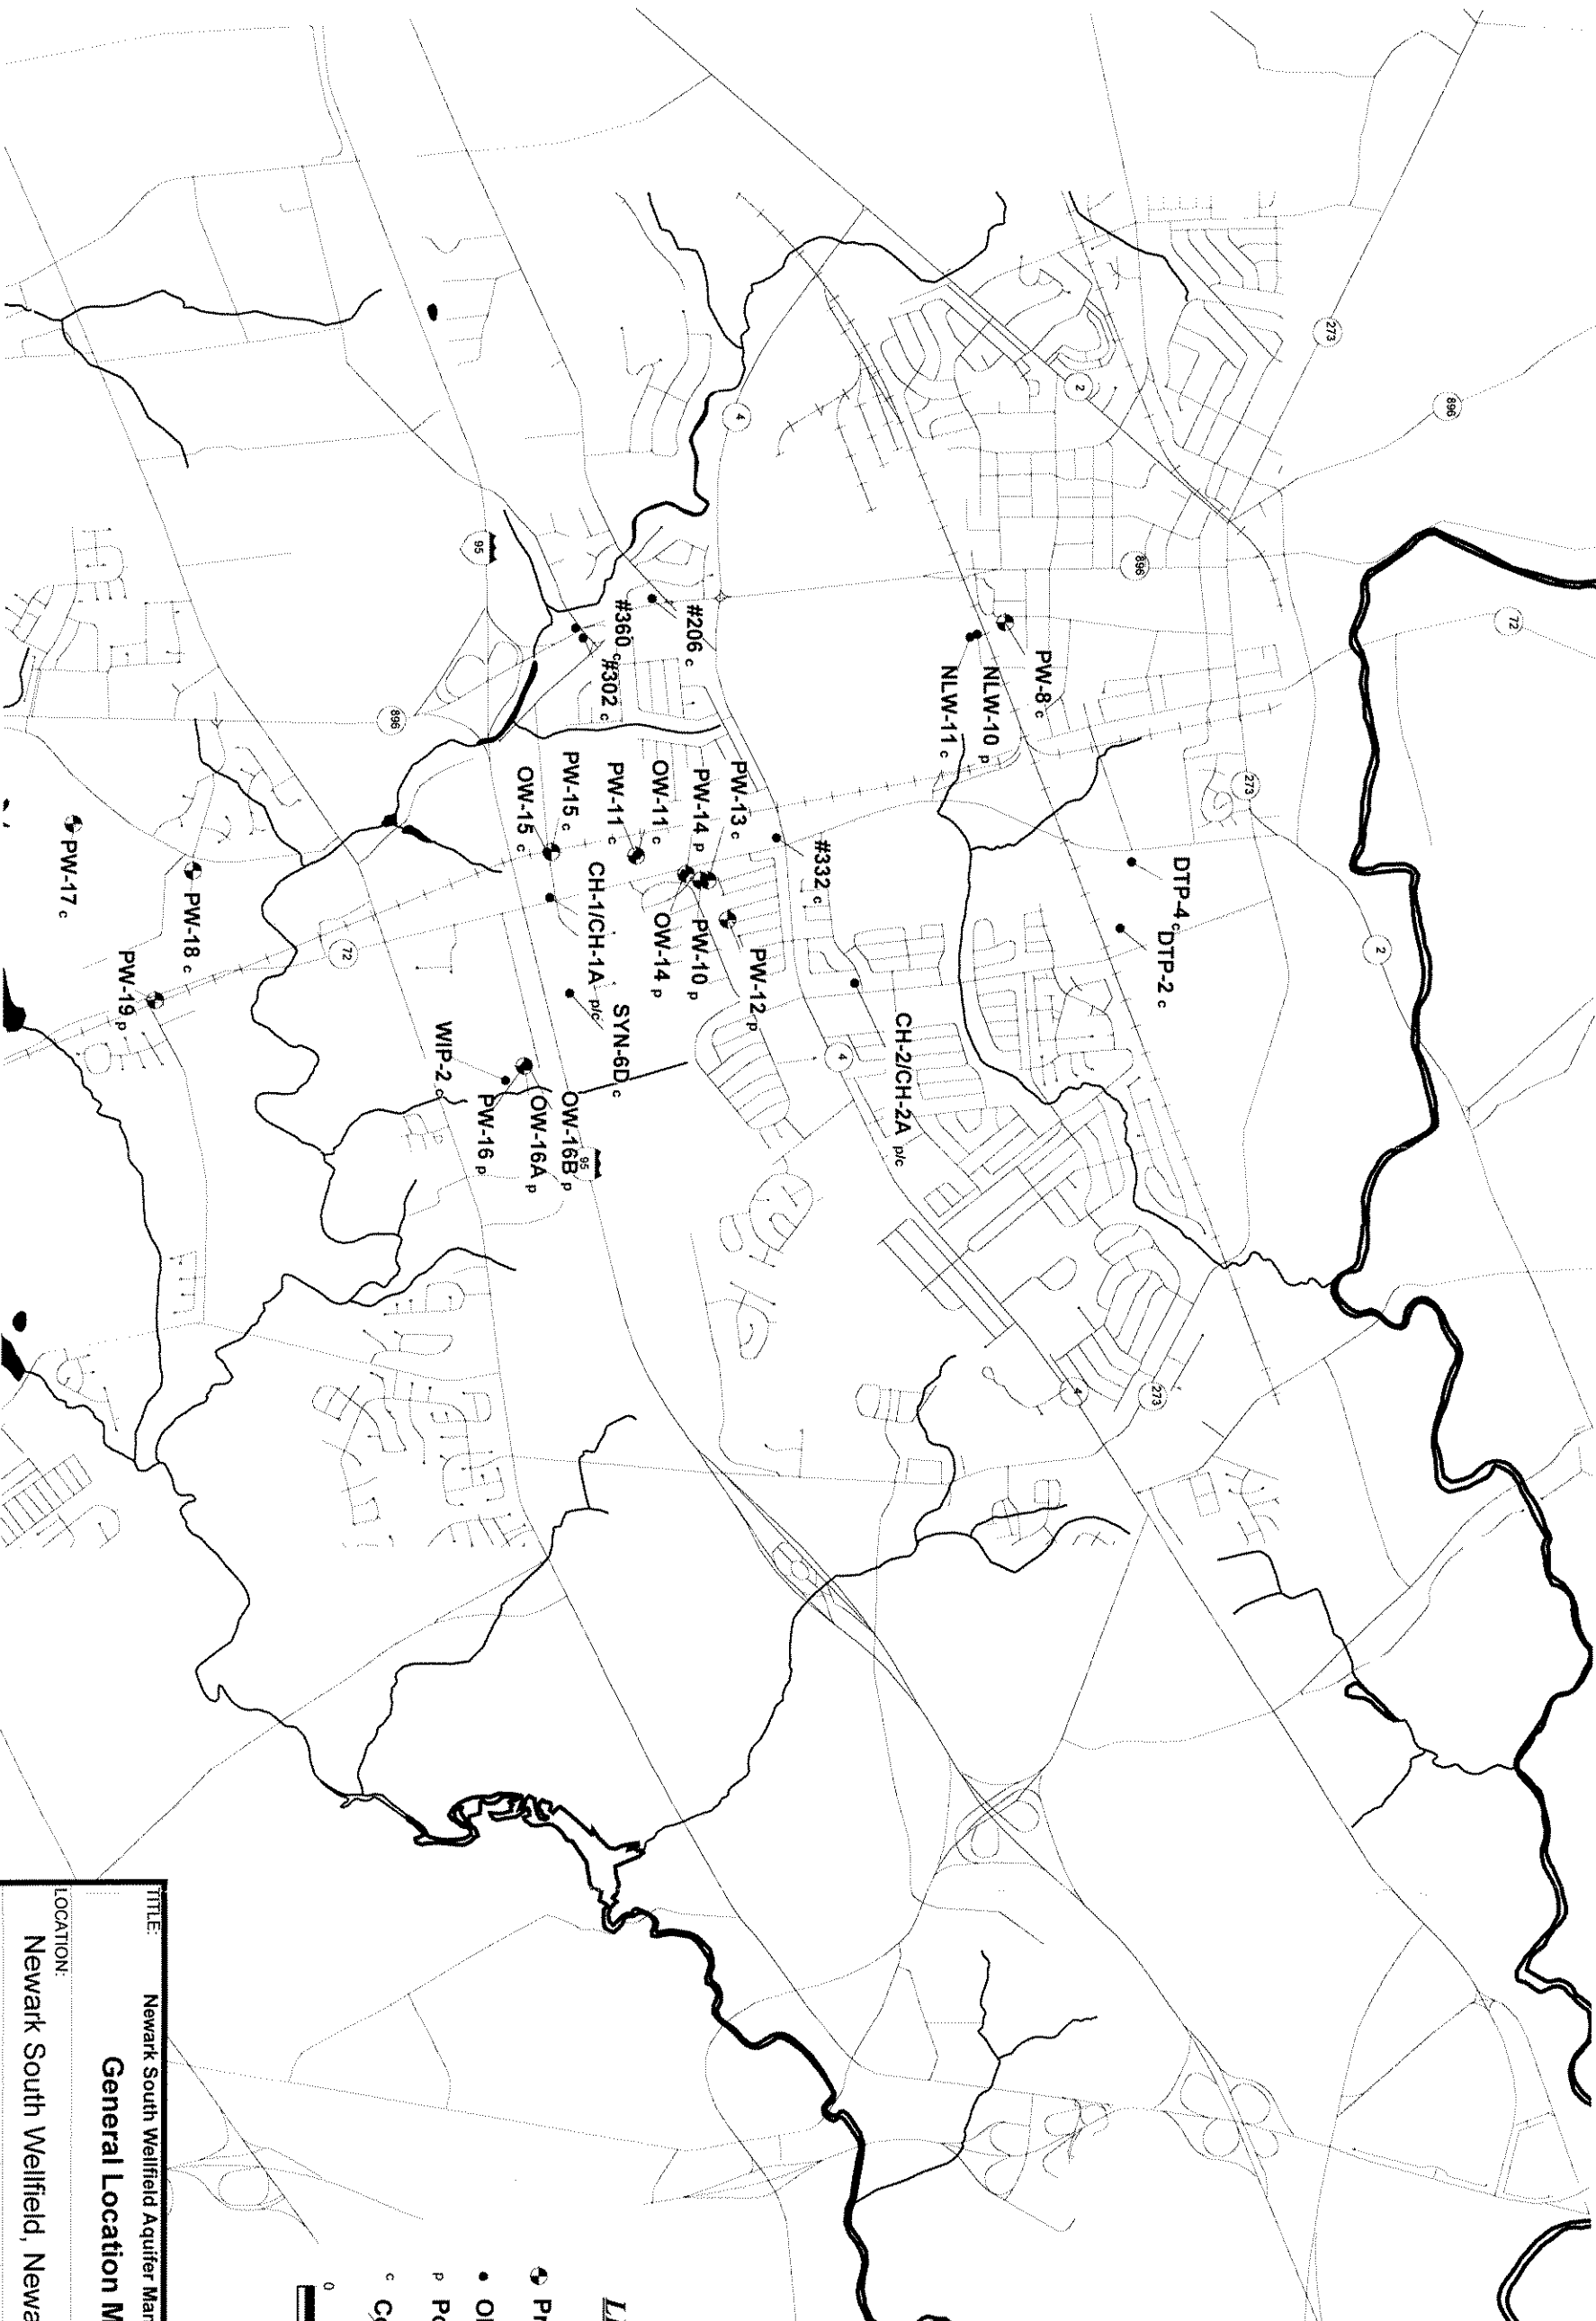 273
896
2
4
896
72
95
#206 c
#360 c
#302 c
PW-8 c
NLW-10 p
NLW-11 c
896
273
PW-13 c
PW-14 p
OW-11 c
PW-11 c
PW-15 c
OW-15 c
#332 c
DTP-4 c
DTP-2 c
2
CH-1/CH-1A p/c
OW-14 p
PW-10 p
PW-12 p
PW-17 c
PW-18 c
PW-19 p
72
SYN-6D c
WIP-2 c
4
CH-2/CH-2A p/c
OW-16B p
OW-16A p
PW-16 p
95
4
273
TITLE:
Newark South Wellfield Aquifer
General Location
LOCATION:
Newark South Wellfield,
p
c
0